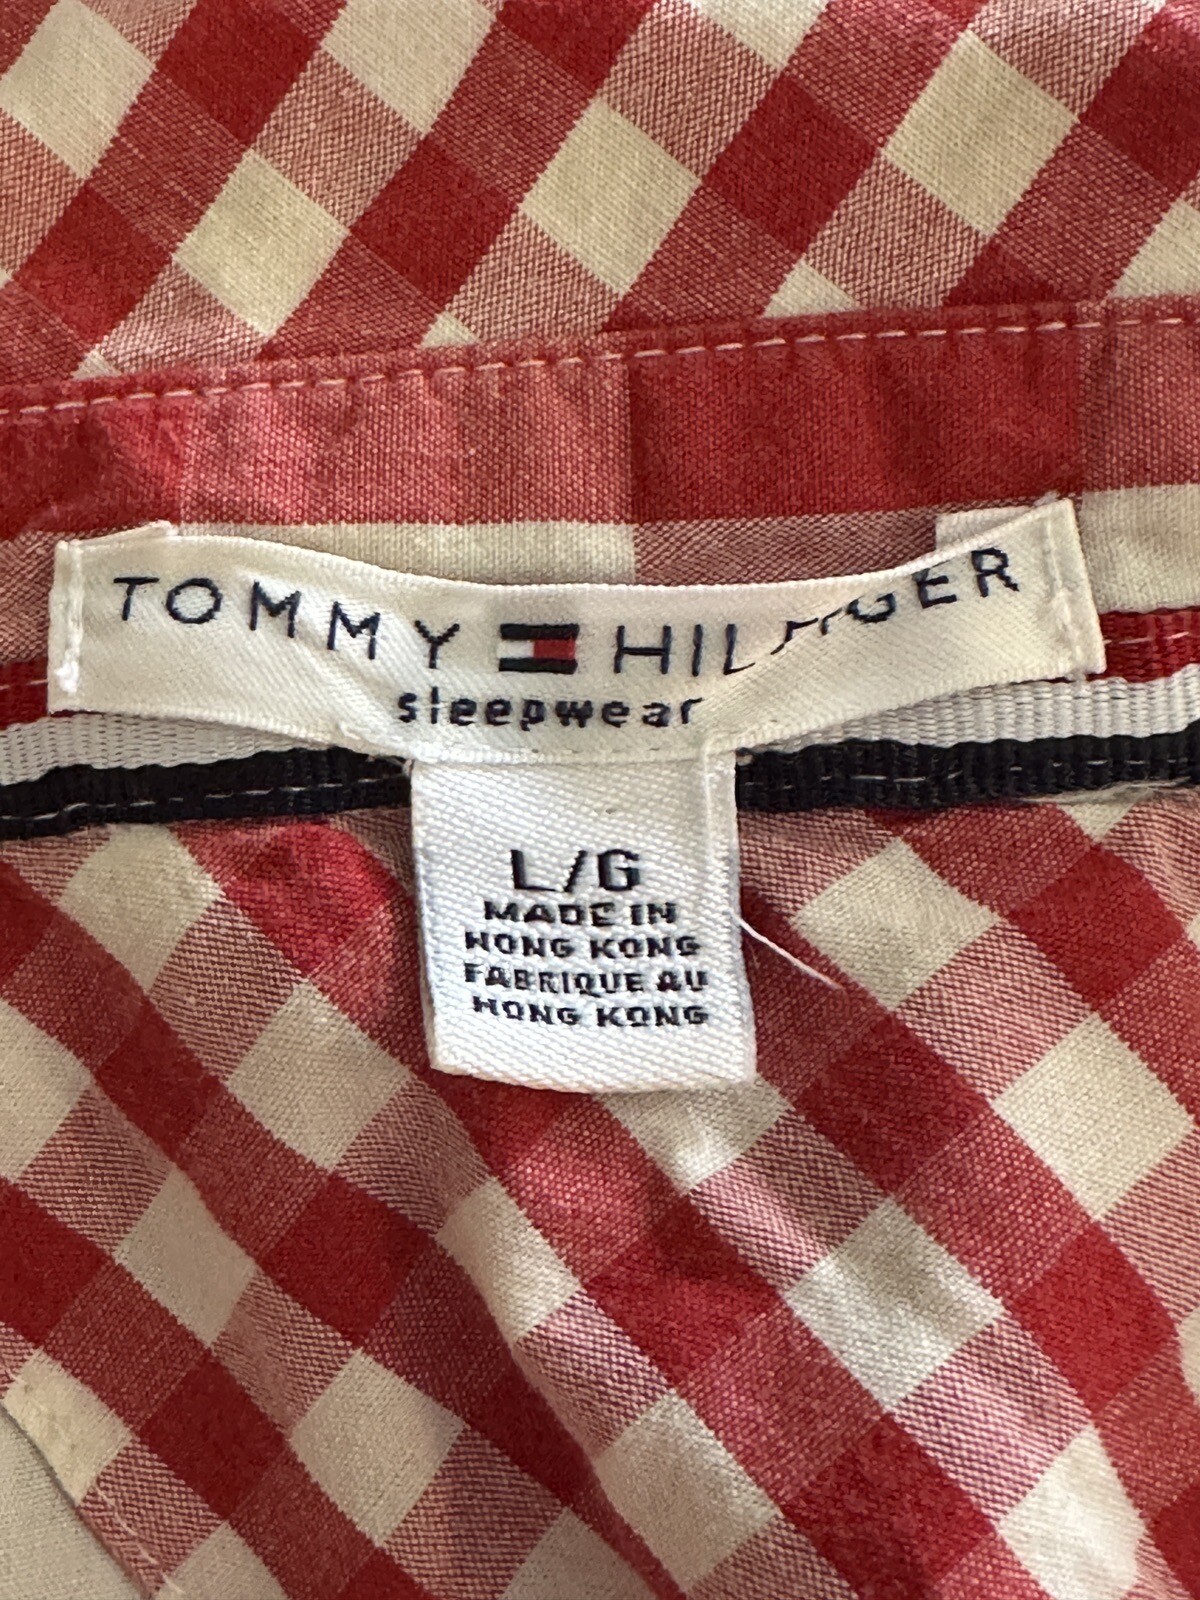 TOMMY HILFIGER
sleepwear
L/G
MADE IN
HONG KONG
FABRIQUE AU
HONG KONG